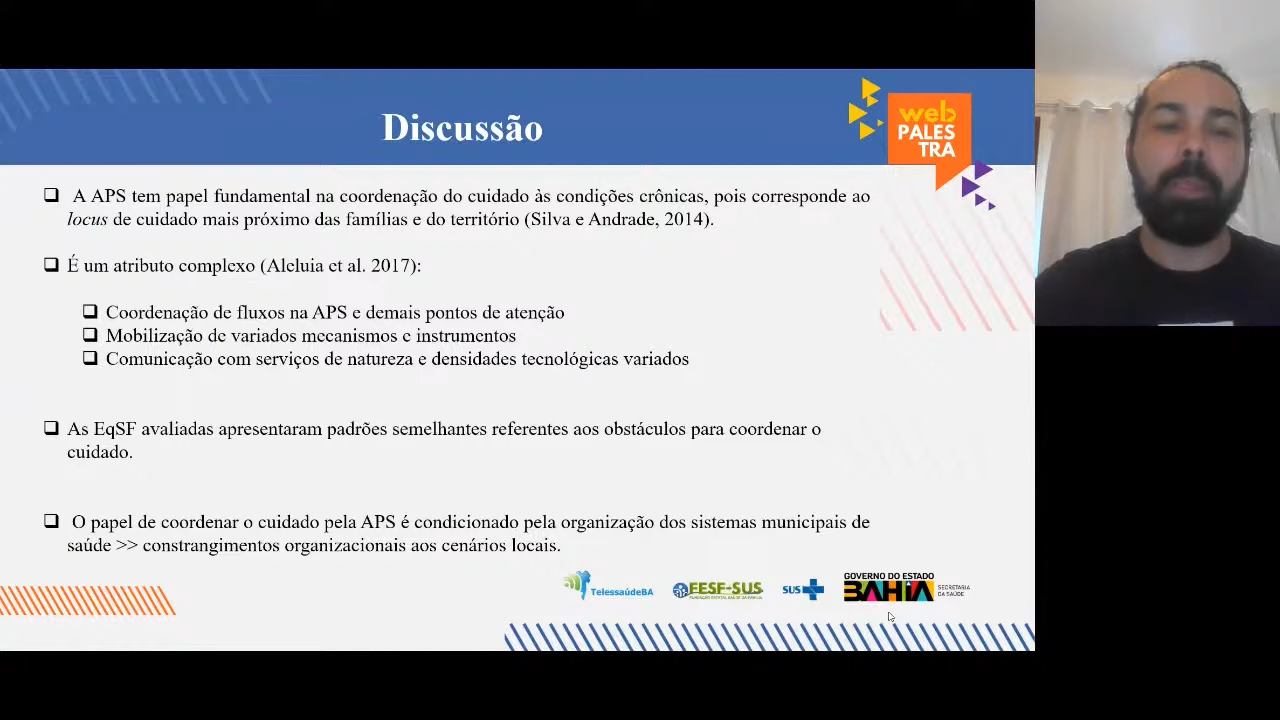 Discussão
web
PALES
TRA
A APS tem papel fundamental na coordenação do cuidado às condições crônicas, pois corresponde ao
locus de cuidado mais próximo das famílias e do território (Silva e Andrade, 2014).
É um atributo complexo (Aleluia et al. 2017):
Coordenação de fluxos na APS e demais pontos de atenção
Mobilização de variados mecanismos e instrumentos
Comunicação com serviços de natureza e densidades tecnológicas variados
As EqSF avaliadas apresentaram padrões semelhantes referentes aos obstáculos para coordenar o
cuidado.
O papel de coordenar o cuidado pela APS é condicionado pela organização dos sistemas municipais de
saúde >> constrangimentos organizacionais aos cenários locais.
TelessaúdeBA
FESF-SUS
SUS
GOVERNO DO ESTADO
BAHIA
SECRETARIA
DA SAÚDE